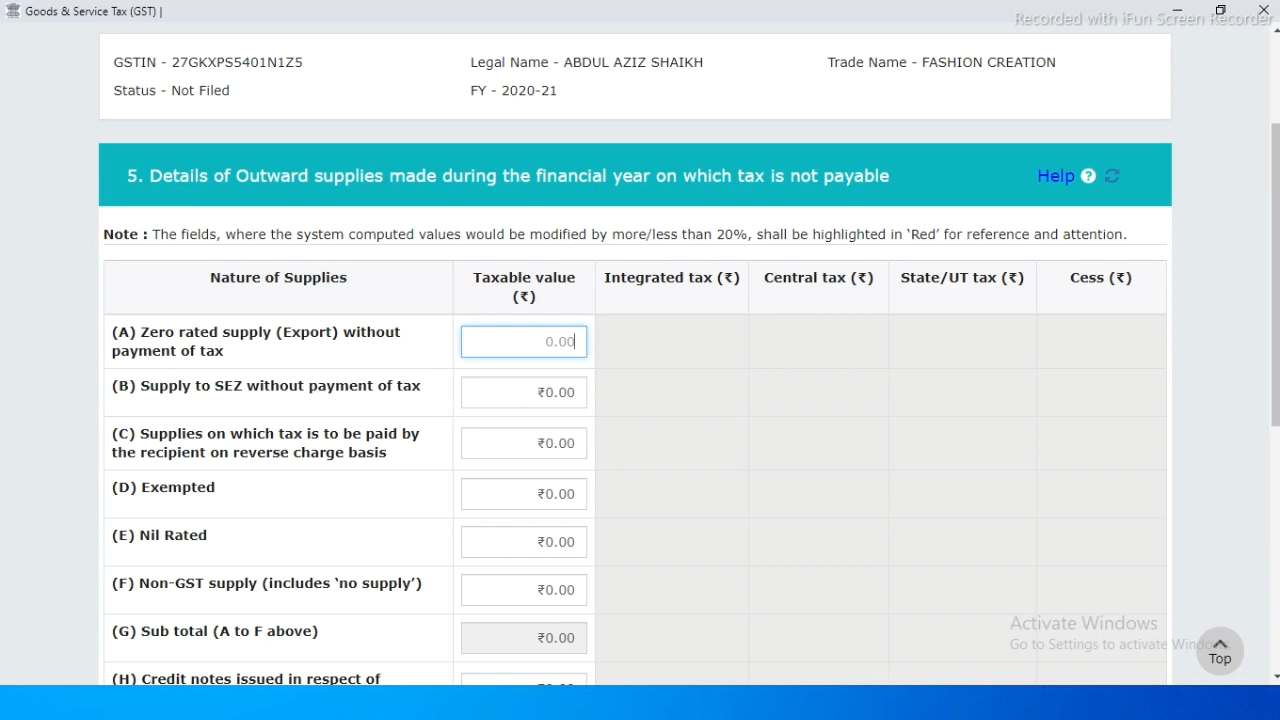 Goods & Service Tax (GST) |
Recorded with iFun Screen Recorder
GSTIN - 27GKXPS5401N1Z5 Legal Name - ABDUL AZIZ SHAIKH Trade Name - FASHION CREATION
Status - Not Filed FY - 2020-21
5. Details of Outward supplies made during the financial year on which tax is not payable Help ?
Note : The fields, where the system computed values would be modified by more/less than 20%, shall be highlighted in ‘Red’ for reference and attention.
Nature of Supplies Taxable value Integrated tax (₹) Central tax (₹) State/UT tax (₹) Cess (₹)
(₹)
(A) Zero rated supply (Export) without 0.00
payment of tax
(B) Supply to SEZ without payment of tax ₹0.00
(C) Supplies on which tax is to be paid by ₹0.00
the recipient on reverse charge basis
(D) Exempted ₹0.00
(E) Nil Rated ₹0.00
(F) Non-GST supply (includes ‘no supply’) ₹0.00
(G) Sub total (A to F above) ₹0.00
Activate Windows
Go to Settings to activate Windows.
Top
(H) Credit notes issued in respect of